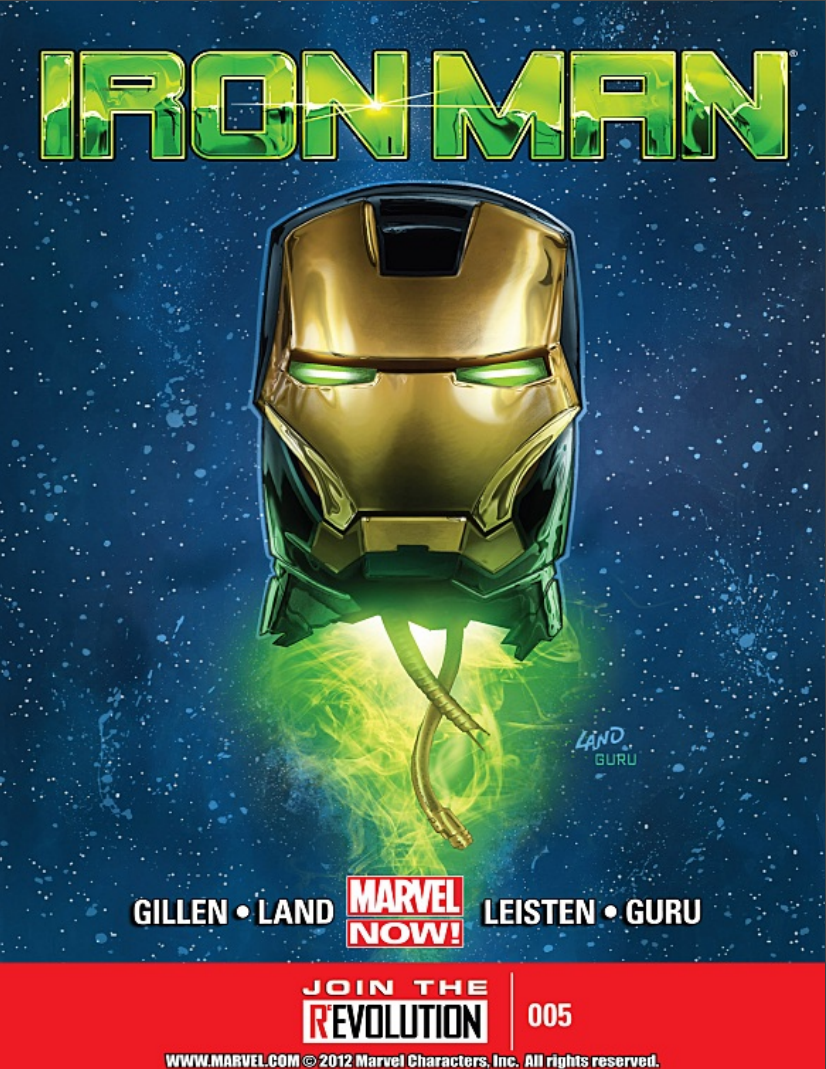 IRON MAN®
LAND
GURU
GILLEN • LAND MARVEL NOW! LEISTEN • GURU
JOIN THE
REVOLUTION 005
WWW.MARVEL.COM © 2012 Marvel Characters, Inc. All rights reserved.